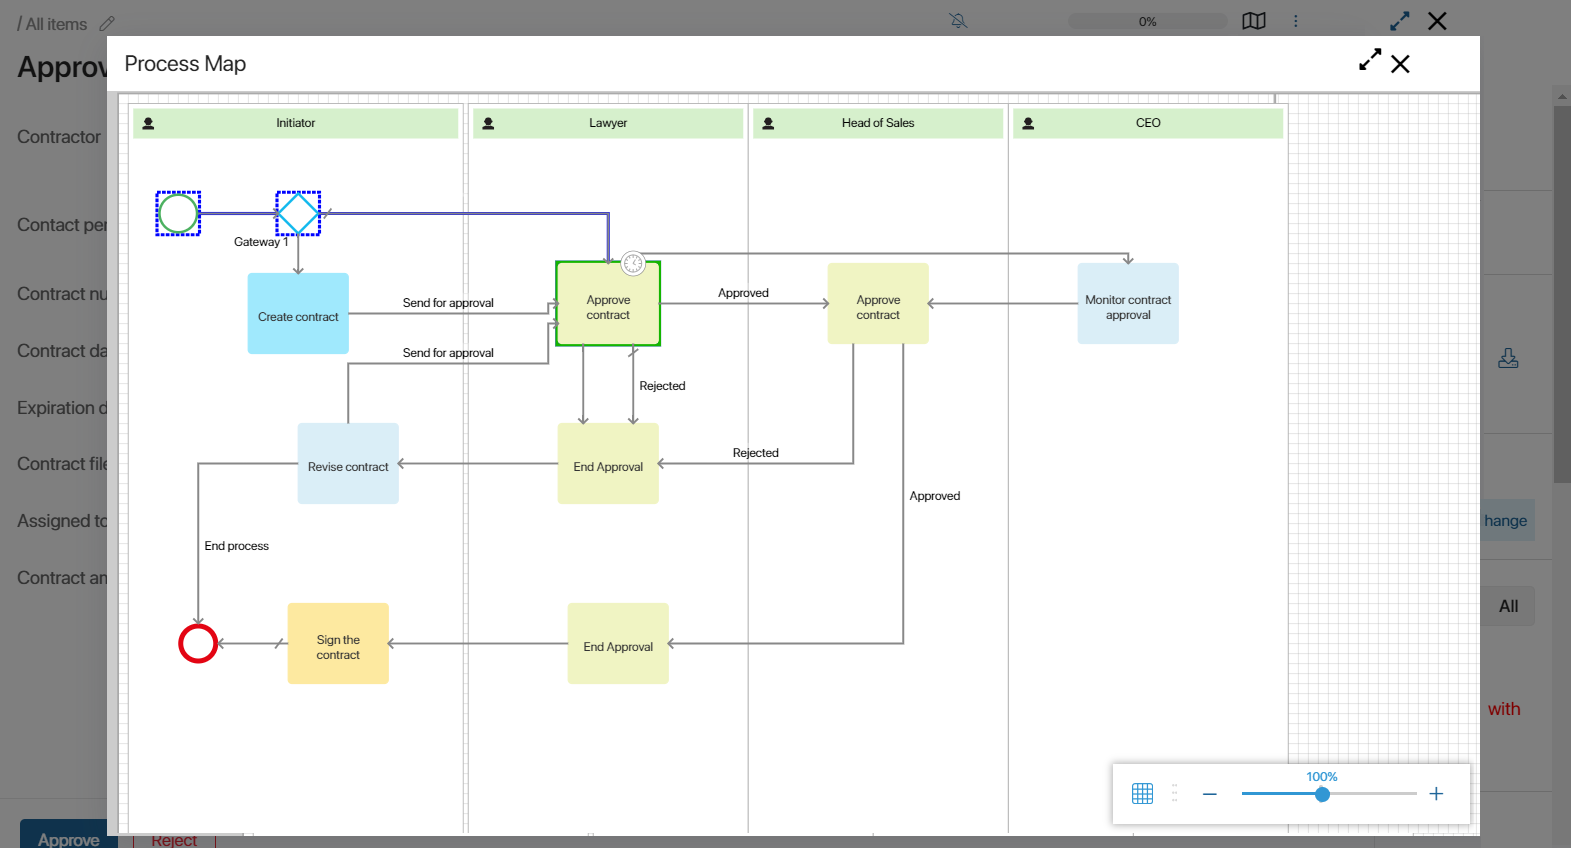 / All items
0%
Approv
Process Map
Contractor
Contact per
Contract nu
Contract da
Expiration d
Contract file
Assigned to
Contract am
Initiator
Lawyer
Head of Sales
CEO
Gateway 1
Create contract
Send for approval
Send for approval
Approve
contract
Approved
Approve
contract
Monitor contract
approval
Rejected
Revise contract
End Approval
Rejected
Approved
End process
Sign the
contract
End Approval
hange
All
with
100%
Approve
Reject